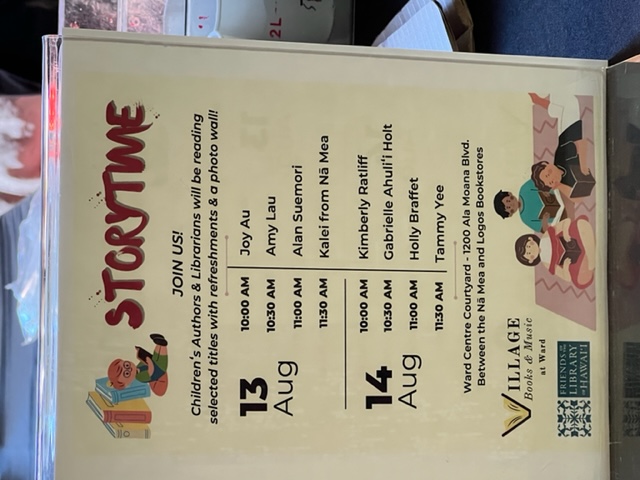 STORYTIME
JOIN US!
Children's Authors & Librarians will be reading
selected titles with refreshments & a photo wall!
13
Aug
10:00 AM Joy Au
10:30 AM Amy Lau
11:00 AM Alan Suemori
11:30 AM Kalei from Nā Mea
14
Aug
10:00 AM Kimberly Ratliff
10:30 AM Gabrielle Ahuliʻi Holt
11:00 AM Holly Braffet
11:30 AM Tammy Yee
Ward Centre Courtyard - 1200 Ala Moana Blvd.
Between the Nā Mea and Logos Bookstores
VILLAGE
Books & Music
at Ward
FRIENDS OF THE
LIBRARY
OF HAWAIʻI
2L